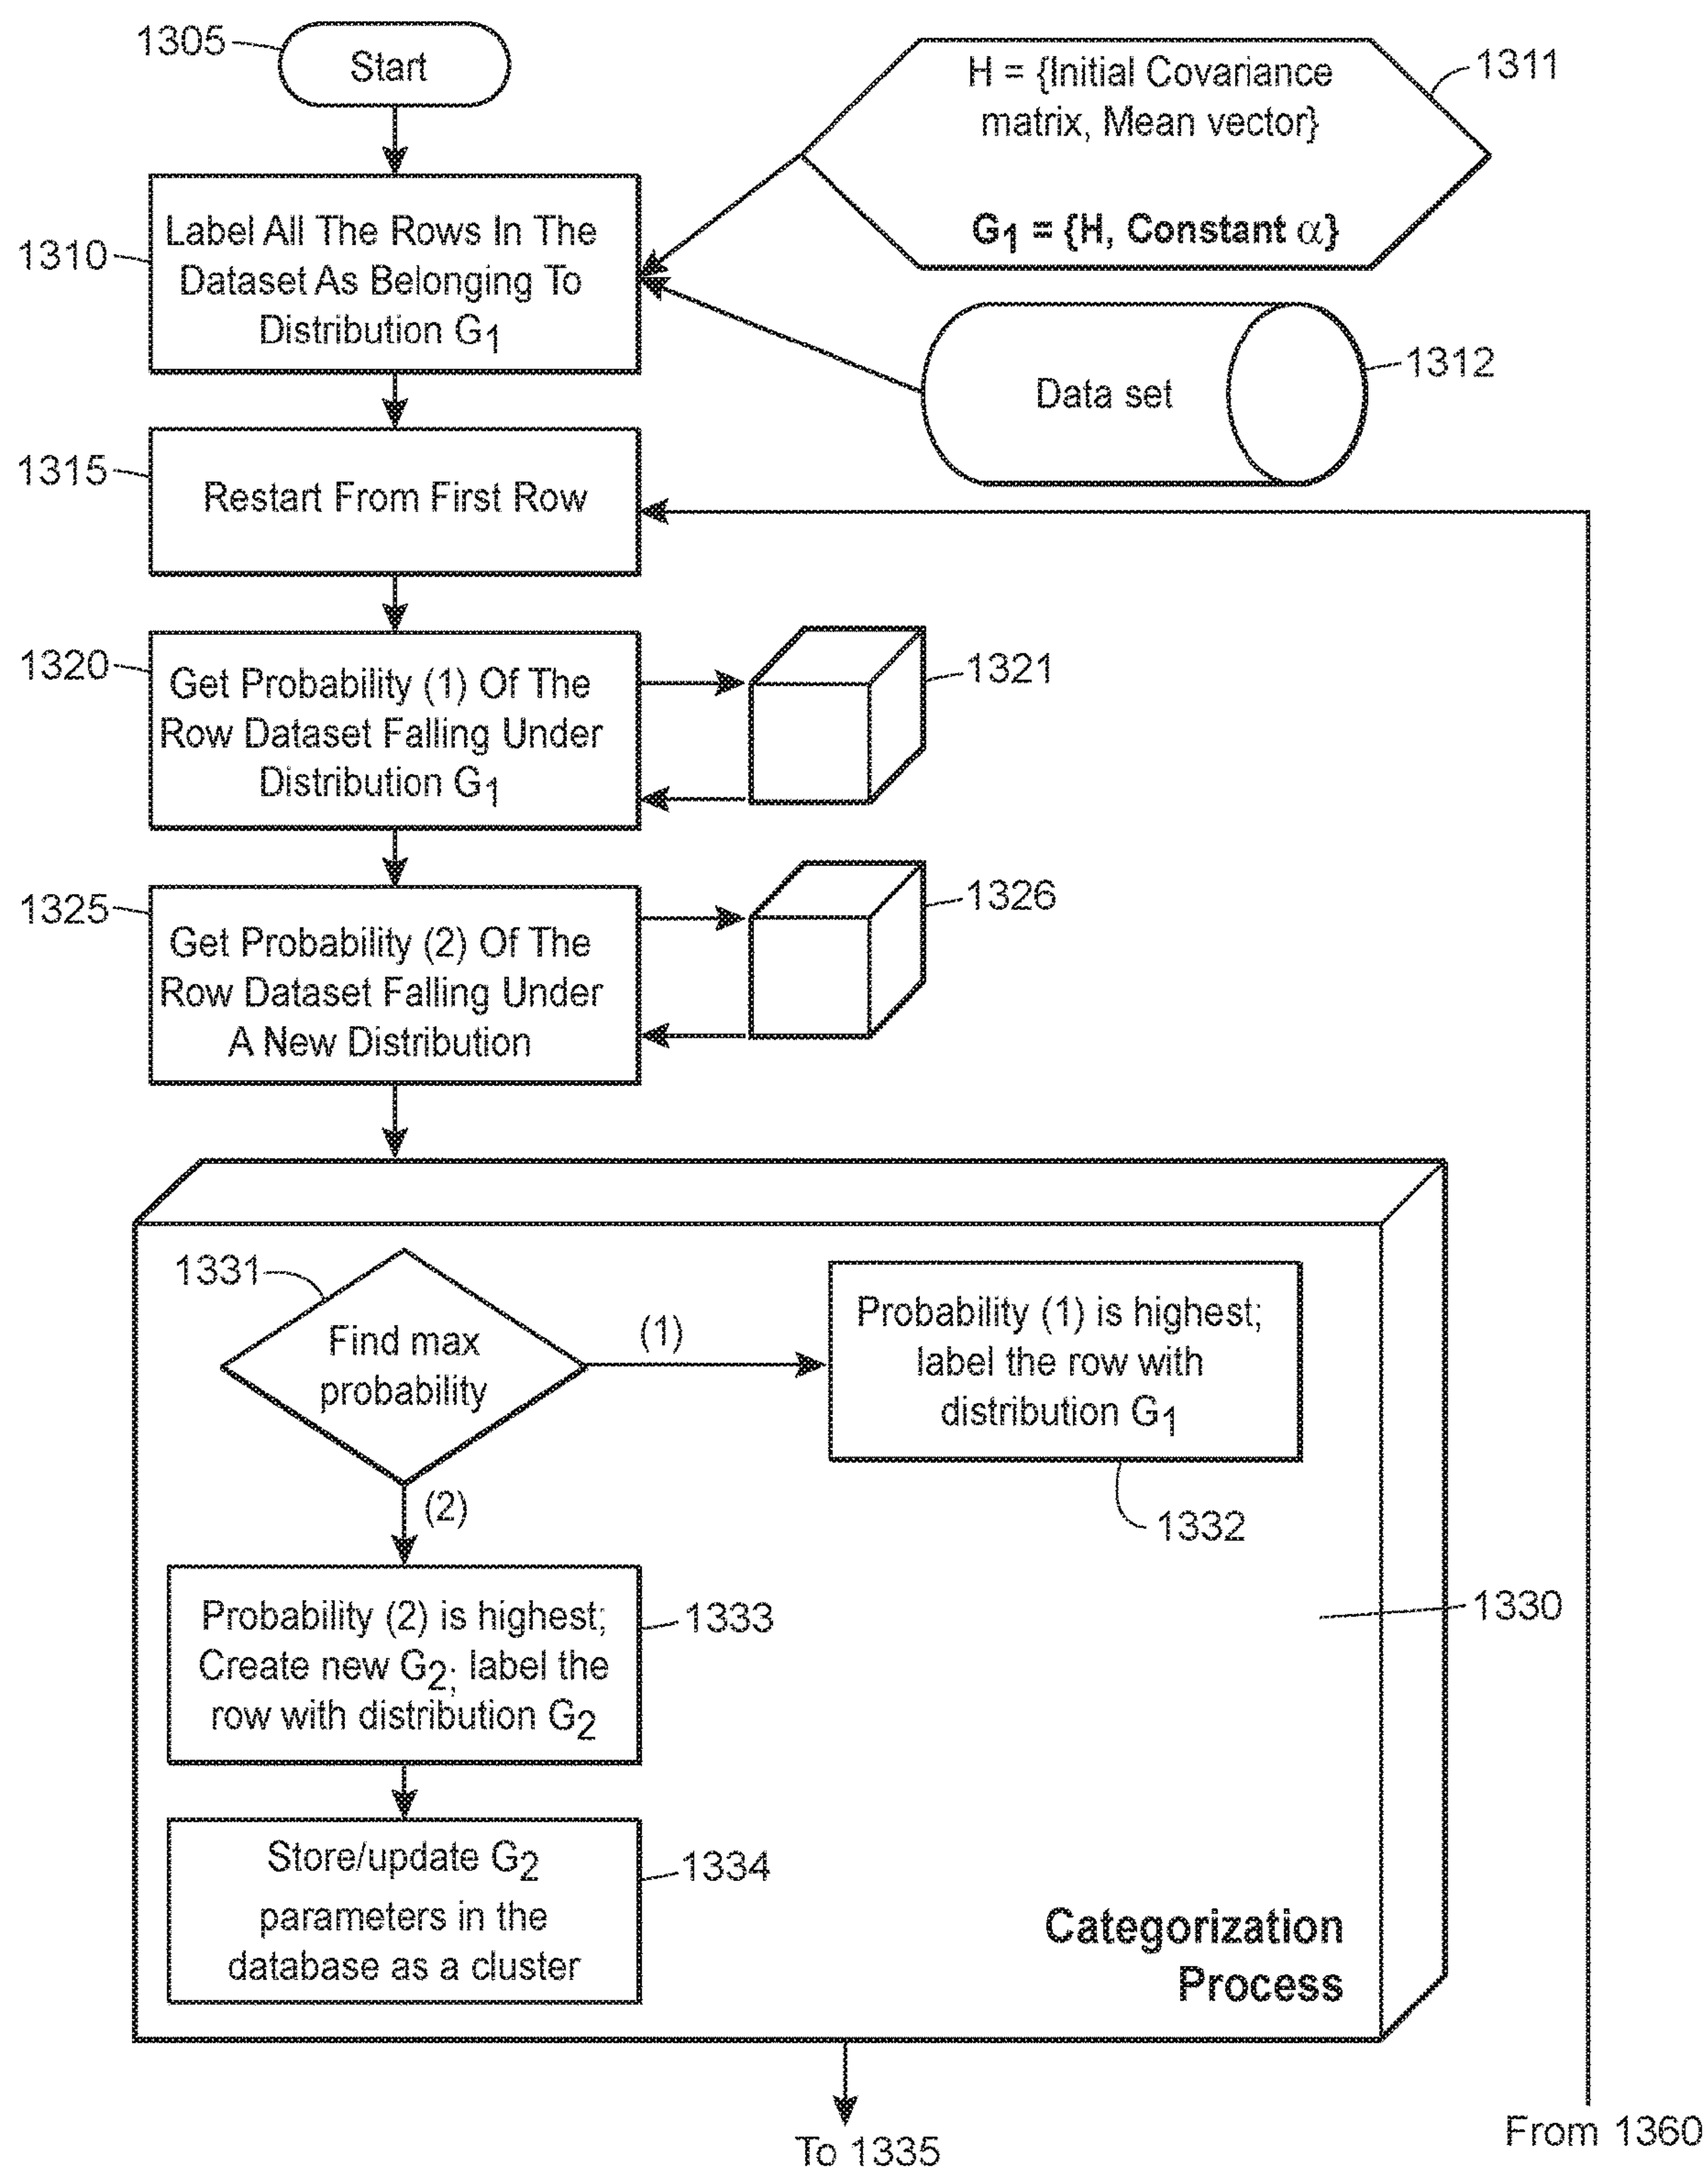 1305
Start
H = {Initial Covariance
matrix, Mean vector}
G1 = {H, Constant α}
1311
1310
Label All The Rows In The
Dataset As Belonging To
Distribution G1
Data set
1312
1315
Restart From First Row
1320
Get Probability (1) Of The
Row Dataset Falling Under
Distribution G1
1321
1325
Get Probability (2) Of The
Row Dataset Falling Under
A New Distribution
1326
1331
Find max
probability
(1)
Probability (1) is highest;
label the row with
distribution G1
1332
(2)
Probability (2) is highest;
Create new G2; label the
row with distribution G2
1333
1330
Store/update G2
parameters in the
database as a cluster
1334
Categorization
Process
To 1335
From 1360